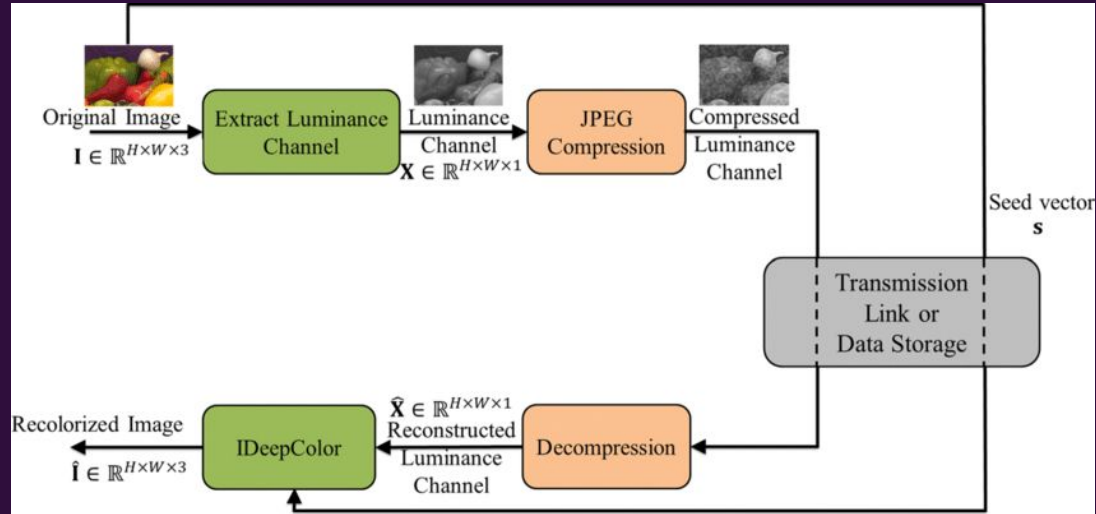 Original Image
𝐈 ∈ ℝ^{H×W×3}
Extract Luminance
Channel
Luminance
Channel
𝐗 ∈ ℝ^{H×W×1}
JPEG
Compression
Compressed
Luminance
Channel
Seed vector
𝐬
Transmission
Link or
Data Storage
Decompression
𝐗̂ ∈ ℝ^{H×W×1}
Reconstructed
Luminance
Channel
IDeepColor
Recolorized Image
𝐈̂ ∈ ℝ^{H×W×3}